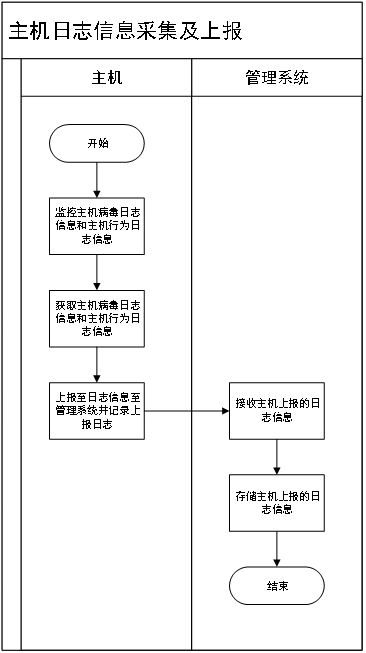 主机日志信息采集及上报
主机
管理系统
开始
监控主机病毒日志
信息和主机行为日
志信息
获取主机病毒日志
信息和主机行为日
志信息
上报至日志信息至
管理系统并记录上
报日志
接收主机上报的日
志信息
存储主机上报的日
志信息
结束